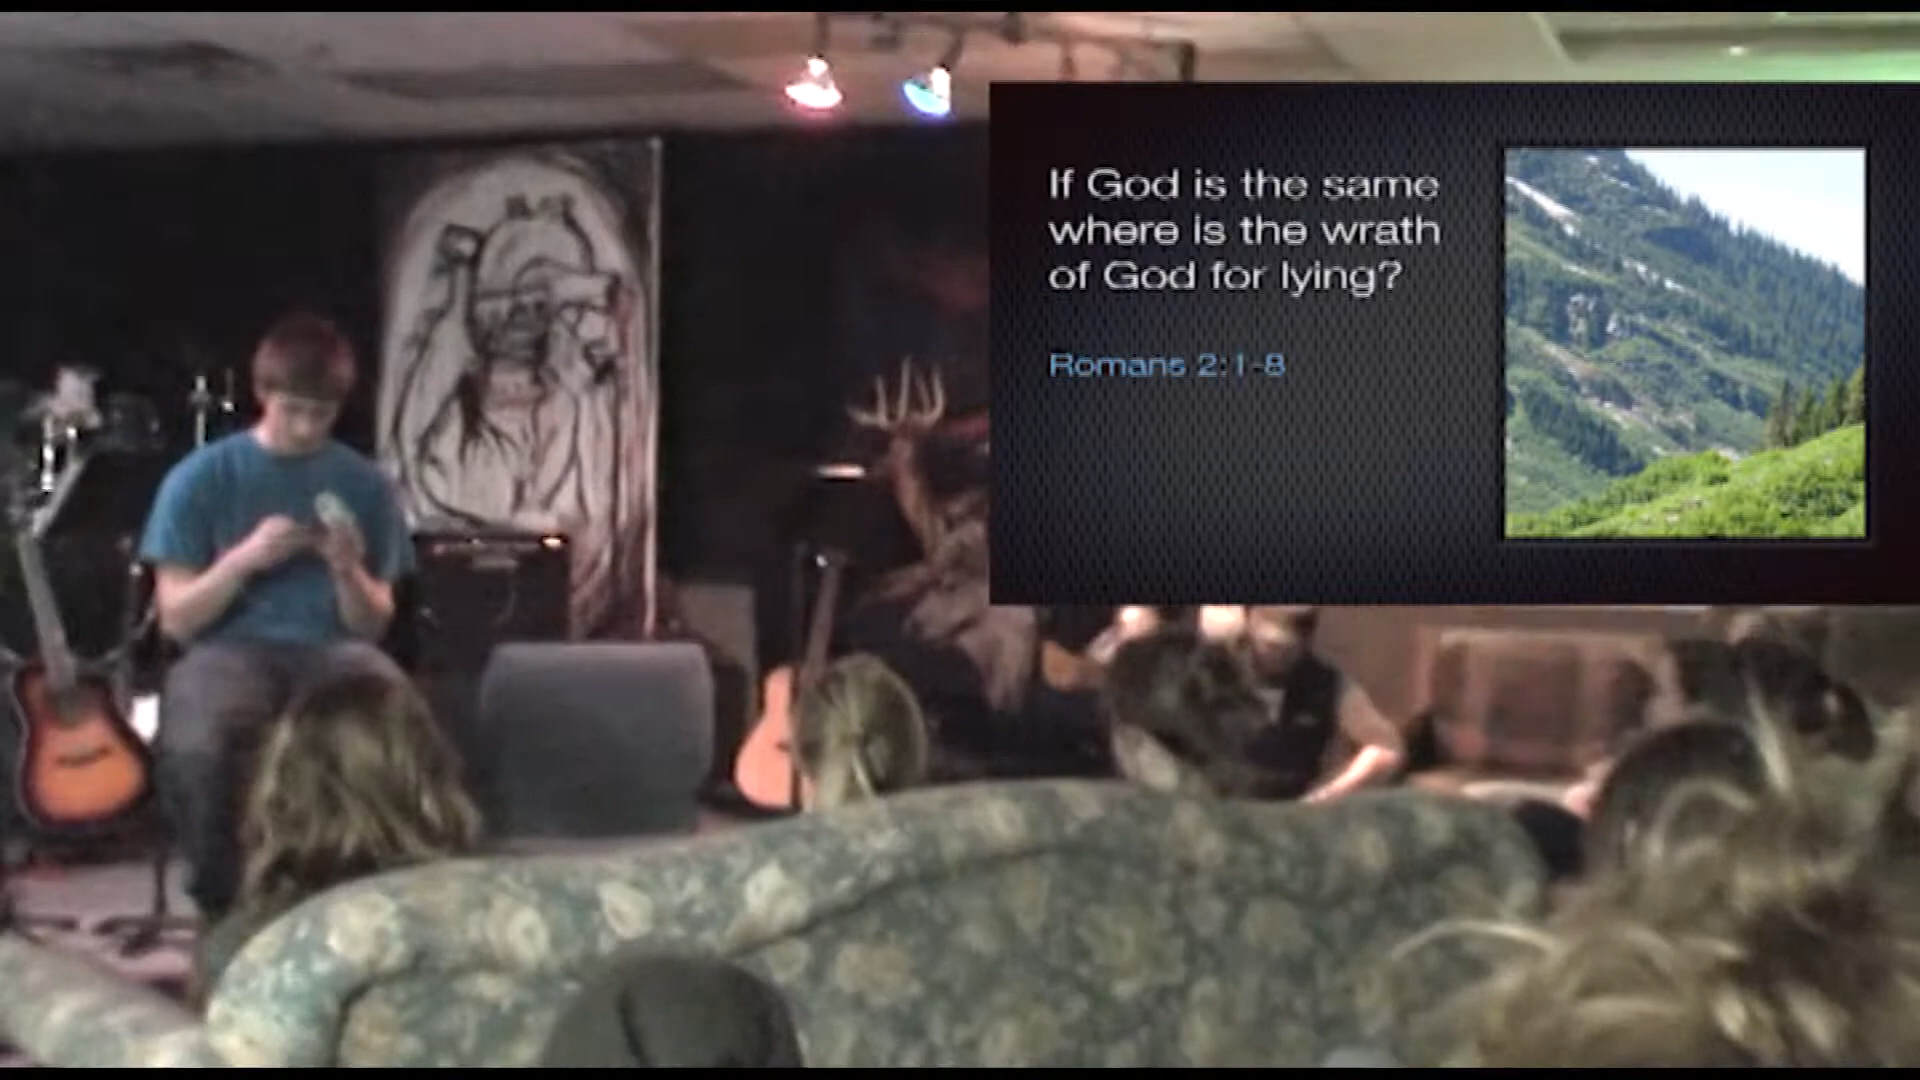 If God is the same
where is the wrath
of God for lying?
Romans 2:1-8